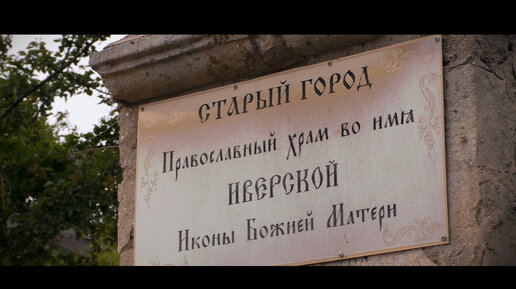 СТАРЫЙ ГОРОД
Православный храм во имя
ИВЕРСКОЙ
Иконы Божией Матери